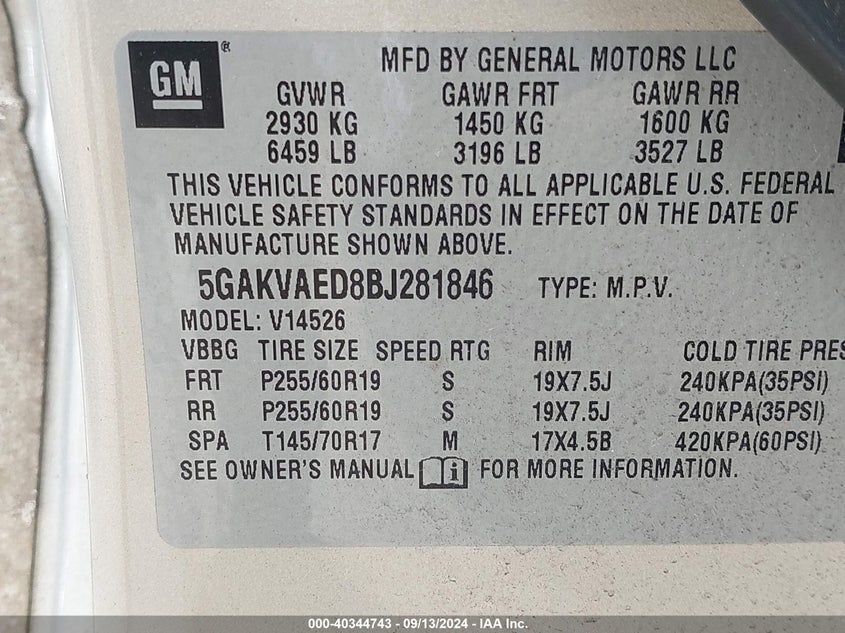 GM®
MFD BY GENERAL MOTORS LLC
GVWR GAWR FRT GAWR RR
2930 KG 1450 KG 1600 KG
6459 LB 3196 LB 3527 LB
THIS VEHICLE CONFORMS TO ALL APPLICABLE U.S. FEDERAL
VEHICLE SAFETY STANDARDS IN EFFECT ON THE DATE OF
MANUFACTURE SHOWN ABOVE.
5GAKVAED8BJ281846 TYPE: M.P.V.
MODEL: V14526
VBBG TIRE SIZE SPEED RTG RIM COLD TIRE PRES
FRT P255/60R19 S 19X7.5J 240KPA(35PSI)
RR P255/60R19 S 19X7.5J 240KPA(35PSI)
SPA T145/70R17 M 17X4.5B 420KPA(60PSI)
SEE OWNER'S MANUAL i FOR MORE INFORMATION.
000-40344743 - 09/13/2024 - IAA Inc.